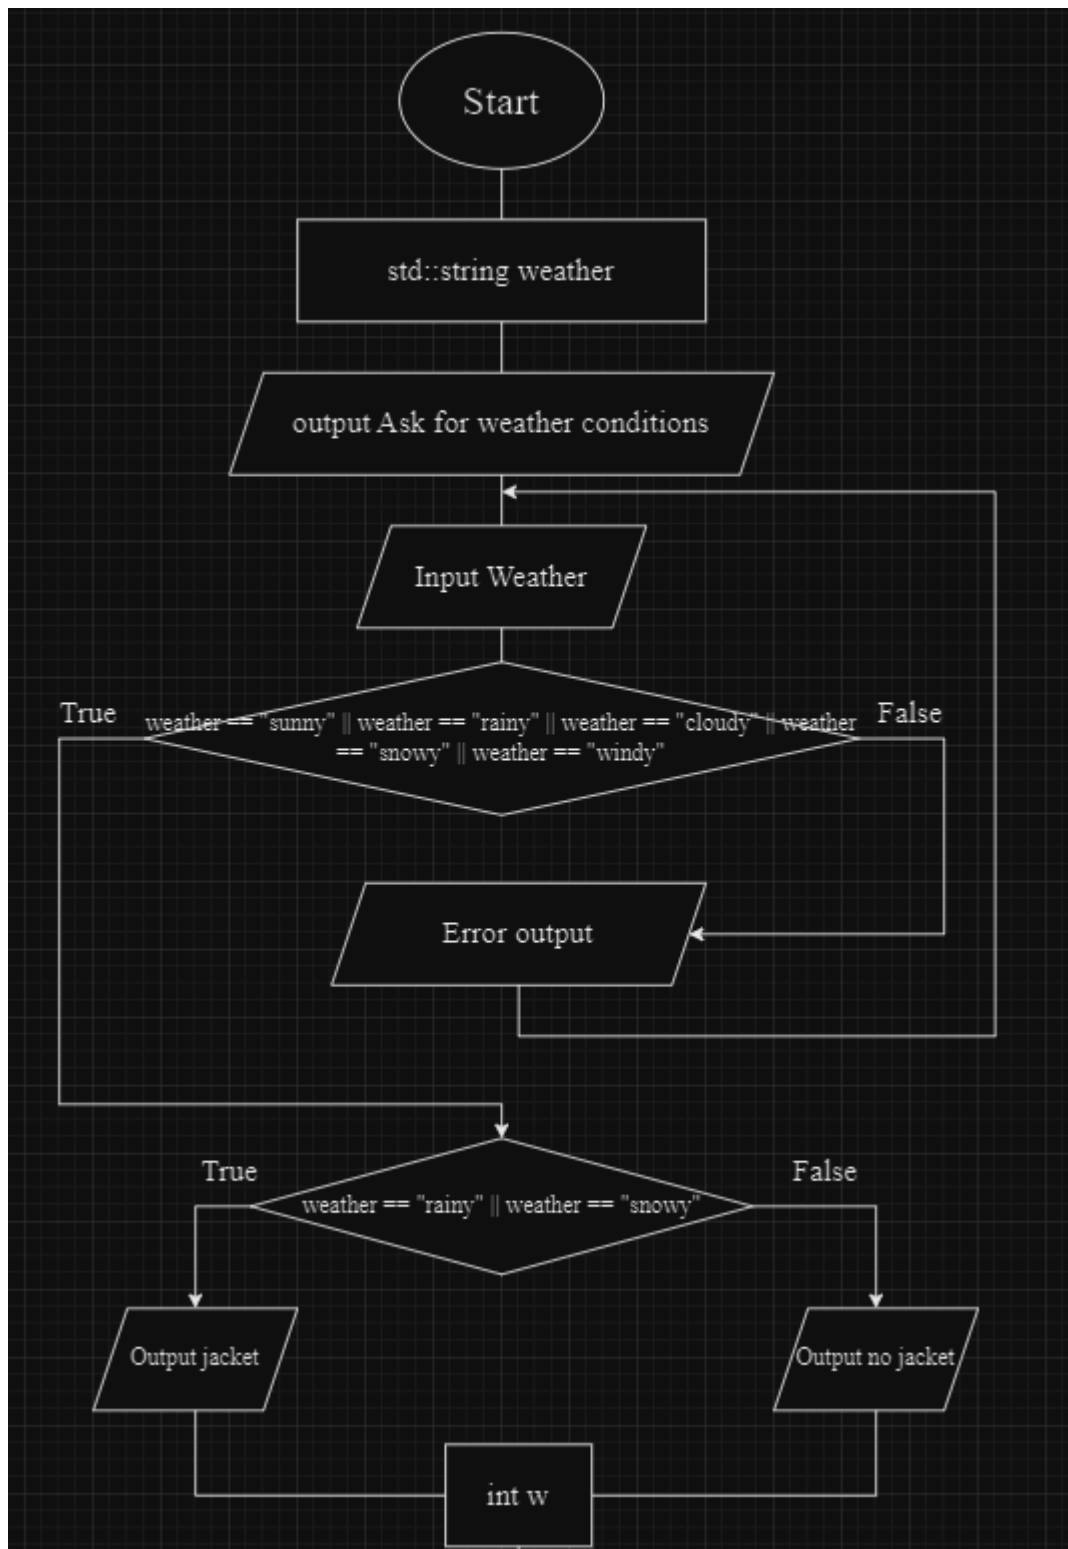 Start
std::string weather
output Ask for weather conditions
Input Weather
True
False
weather == "sunny" || weather == "rainy" || weather == "cloudy" || weather
== "snowy" || weather == "windy"
Error output
True
False
weather == "rainy" || weather == "snowy"
Output jacket
Output no jacket
int w